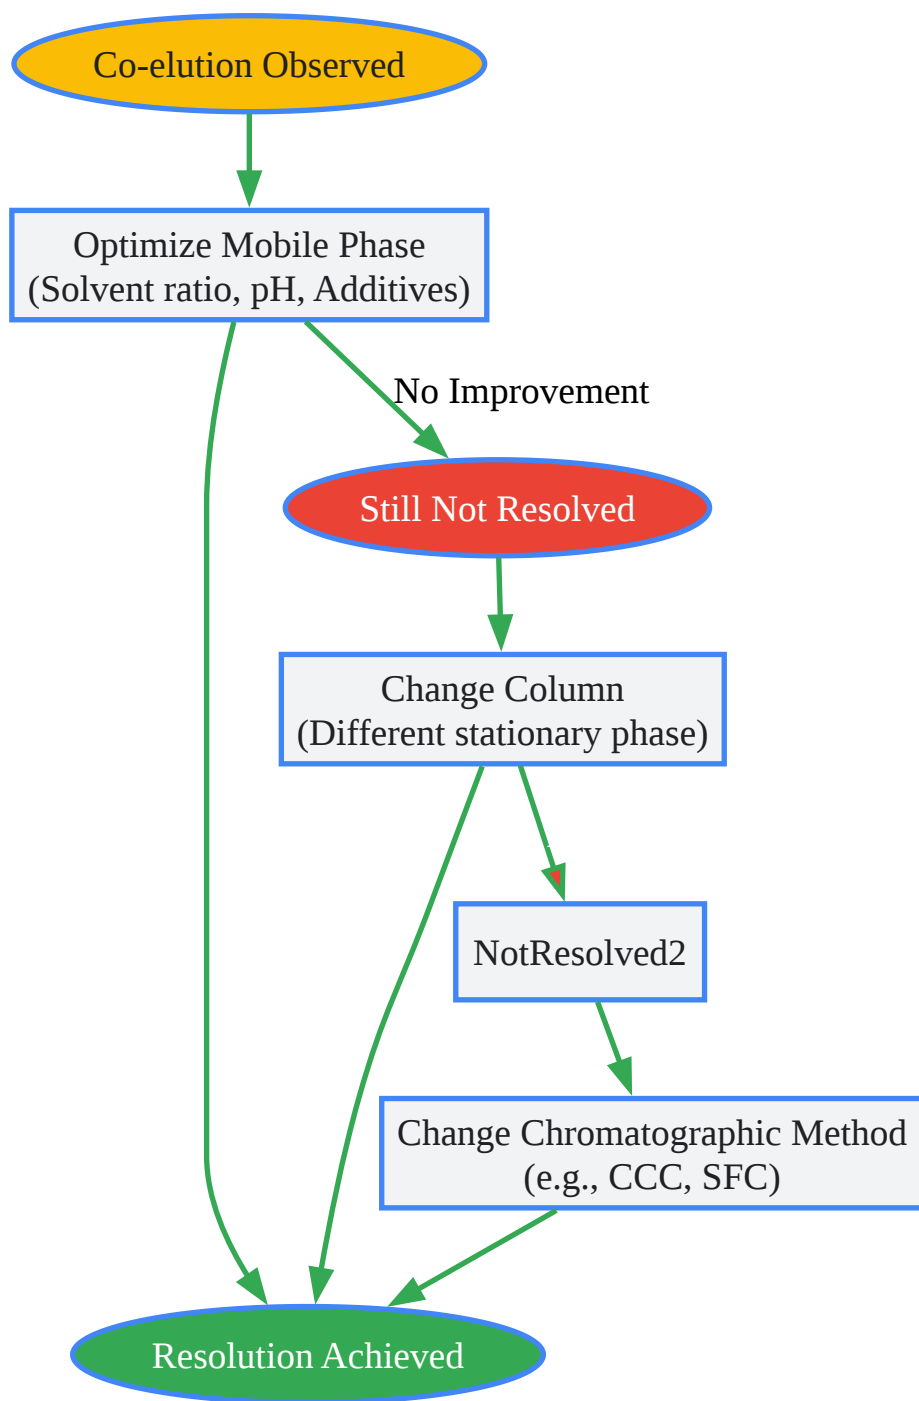 Co-elution Observed
Optimize Mobile Phase
(Solvent ratio, pH, Additives)
No Improvement
Still Not Resolved
Change Column
(Different stationary phase)
NotResolved2
Change Chromatographic Method
(e.g., CCC, SFC)
Resolution Achieved